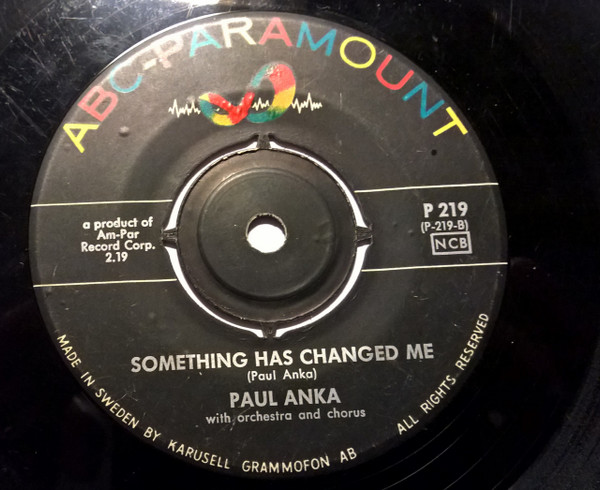 ABC-PARAMOUNT
a product of
Am-Par
Record Corp.
2.19
P 219
(P-219-B)
NCB
SOMETHING HAS CHANGED ME
(Paul Anka)
PAUL ANKA
with orchestra and chorus
MADE IN SWEDEN BY KARUSELL GRAMMOFON AB
ALL RIGHTS RESERVED